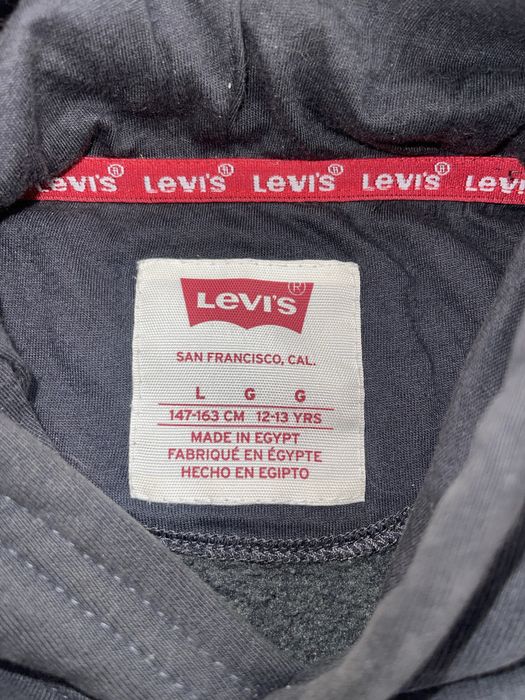 LEVI'S LEVI'S LEVI'S LEVI'S LEVI'S
LEVI'S®
SAN FRANCISCO, CAL.
L G G
147-163 CM 12-13 YRS
MADE IN EGYPT
FABRIQUÉ EN ÉGYPTE
HECHO EN EGIPTO